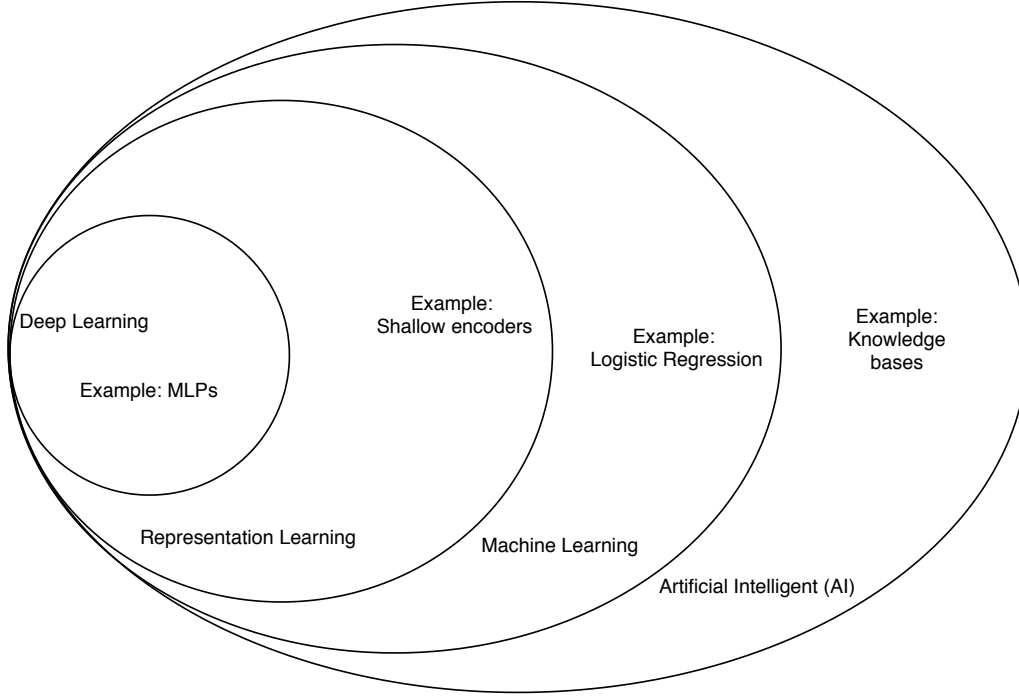 Deep Learning
Example: MLPs
Example:
Shallow encoders
Representation Learning
Example:
Logistic Regression
Machine Learning
Example:
Knowledge
bases
Artificial Intelligent (AI)